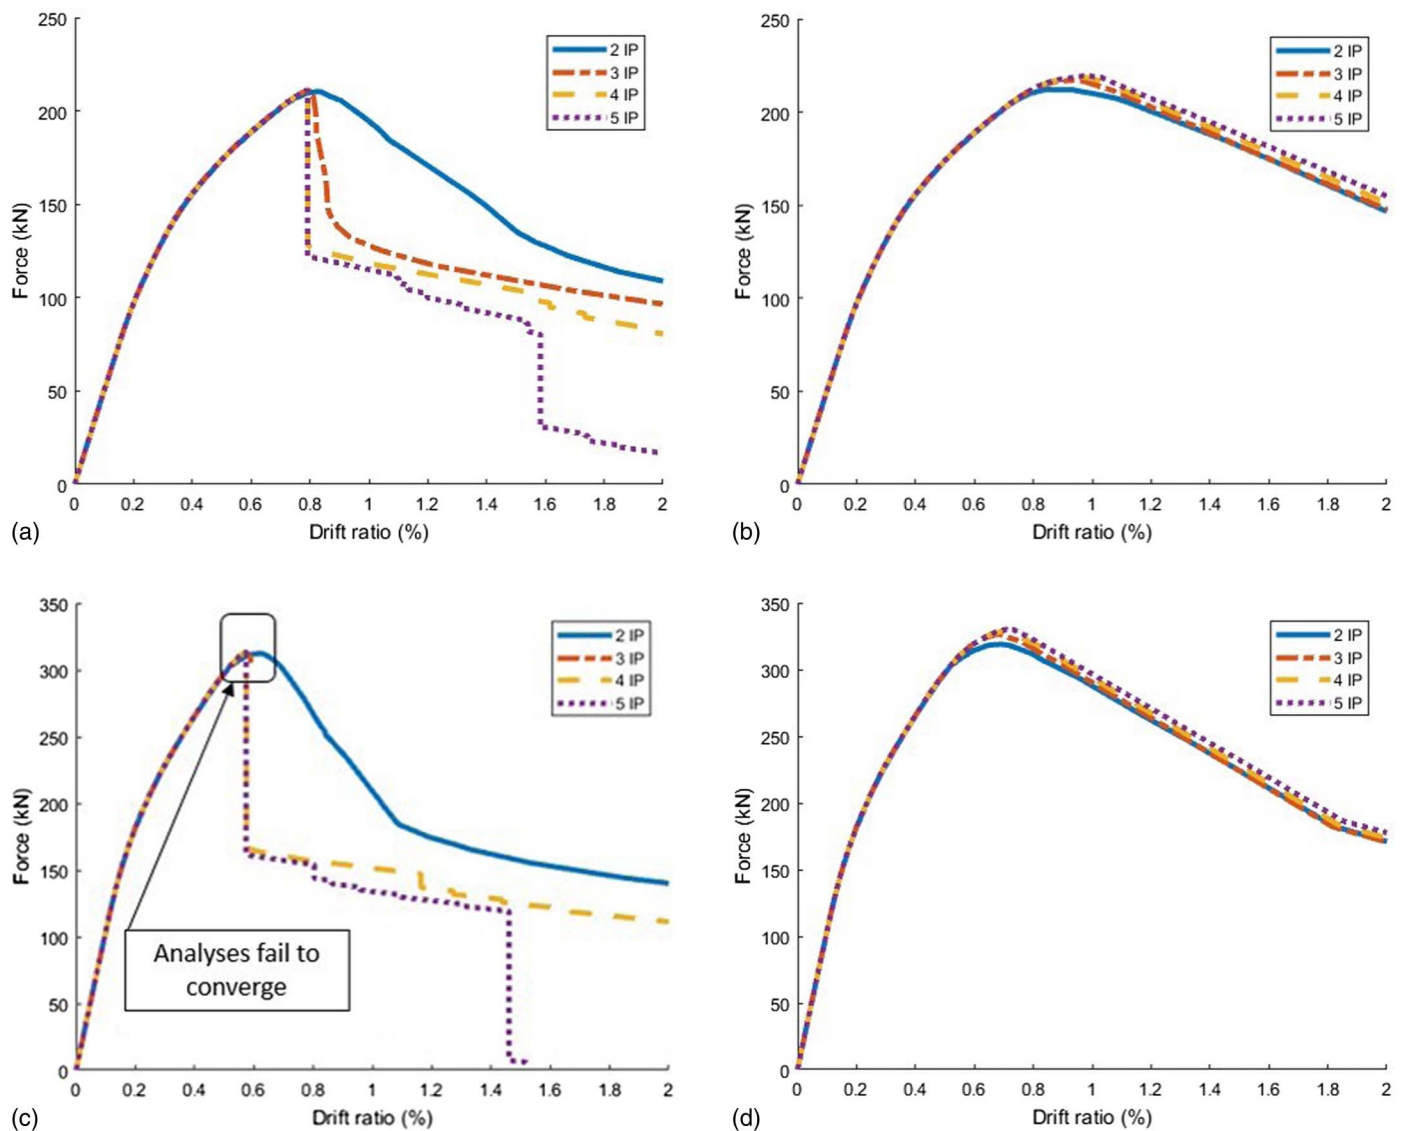 250
200
150
100
50
0
Force (kN)
2 IP
3 IP
4 IP
5 IP
0 0.2 0.4 0.6 0.8 1 1.2 1.4 1.6 1.8 2
Drift ratio (%)
(a)
250
200
150
100
50
0
Force (kN)
2 IP
3 IP
4 IP
5 IP
0 0.2 0.4 0.6 0.8 1 1.2 1.4 1.6 1.8 2
Drift ratio (%)
(b)
350
300
250
200
150
100
50
0
Force (kN)
2 IP
3 IP
4 IP
5 IP
Analyses fail to
converge
0 0.2 0.4 0.6 0.8 1 1.2 1.4 1.6 1.8 2
Drift ratio (%)
(c)
350
300
250
200
150
100
50
0
Force (kN)
2 IP
3 IP
4 IP
5 IP
0 0.2 0.4 0.6 0.8 1 1.2 1.4 1.6 1.8 2
Drift ratio (%)
(d)